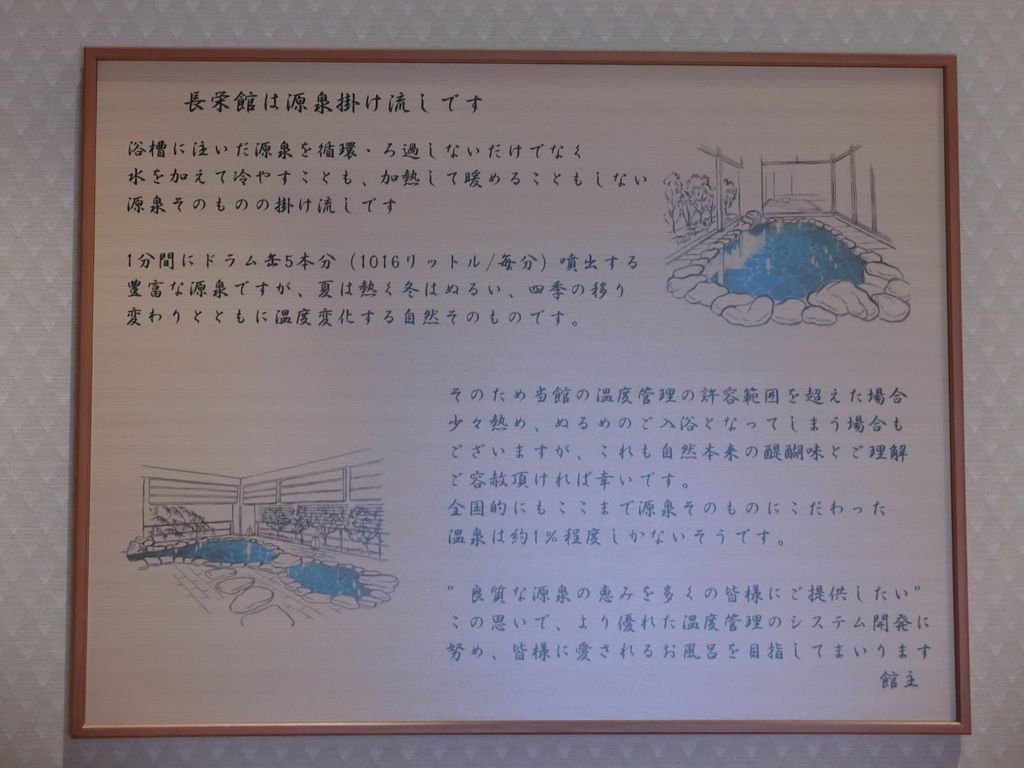 長栄館は源泉掛け流しです
浴槽に注いだ源泉を循環・ろ過しないだけでなく
水を加えて冷やすことも、加熱して暖めることもしない
源泉そのものの掛け流しです
1分間にドラム缶5本分（1016リットル/毎分）噴出する
豊富な源泉ですが、夏は熱く冬はぬるい、四季の移り
変わりとともに温度変化する自然そのものです。
そのため当館の温度管理の許容範囲を超えた場合
少々熱め、ぬるめのご入浴となってしまう場合も
ございますが、これも自然本来の醍醐味とご理解
ご容赦頂ければ幸いです。
全国的にもここまで源泉そのものにこだわった
温泉は約1%程度しかないそうです。
"良質な源泉の恵みを多くの皆様にご提供したい"
この思いで、より優れた温度管理のシステム開発に
努め、皆様に愛されるお風呂を目指してまいります
館主